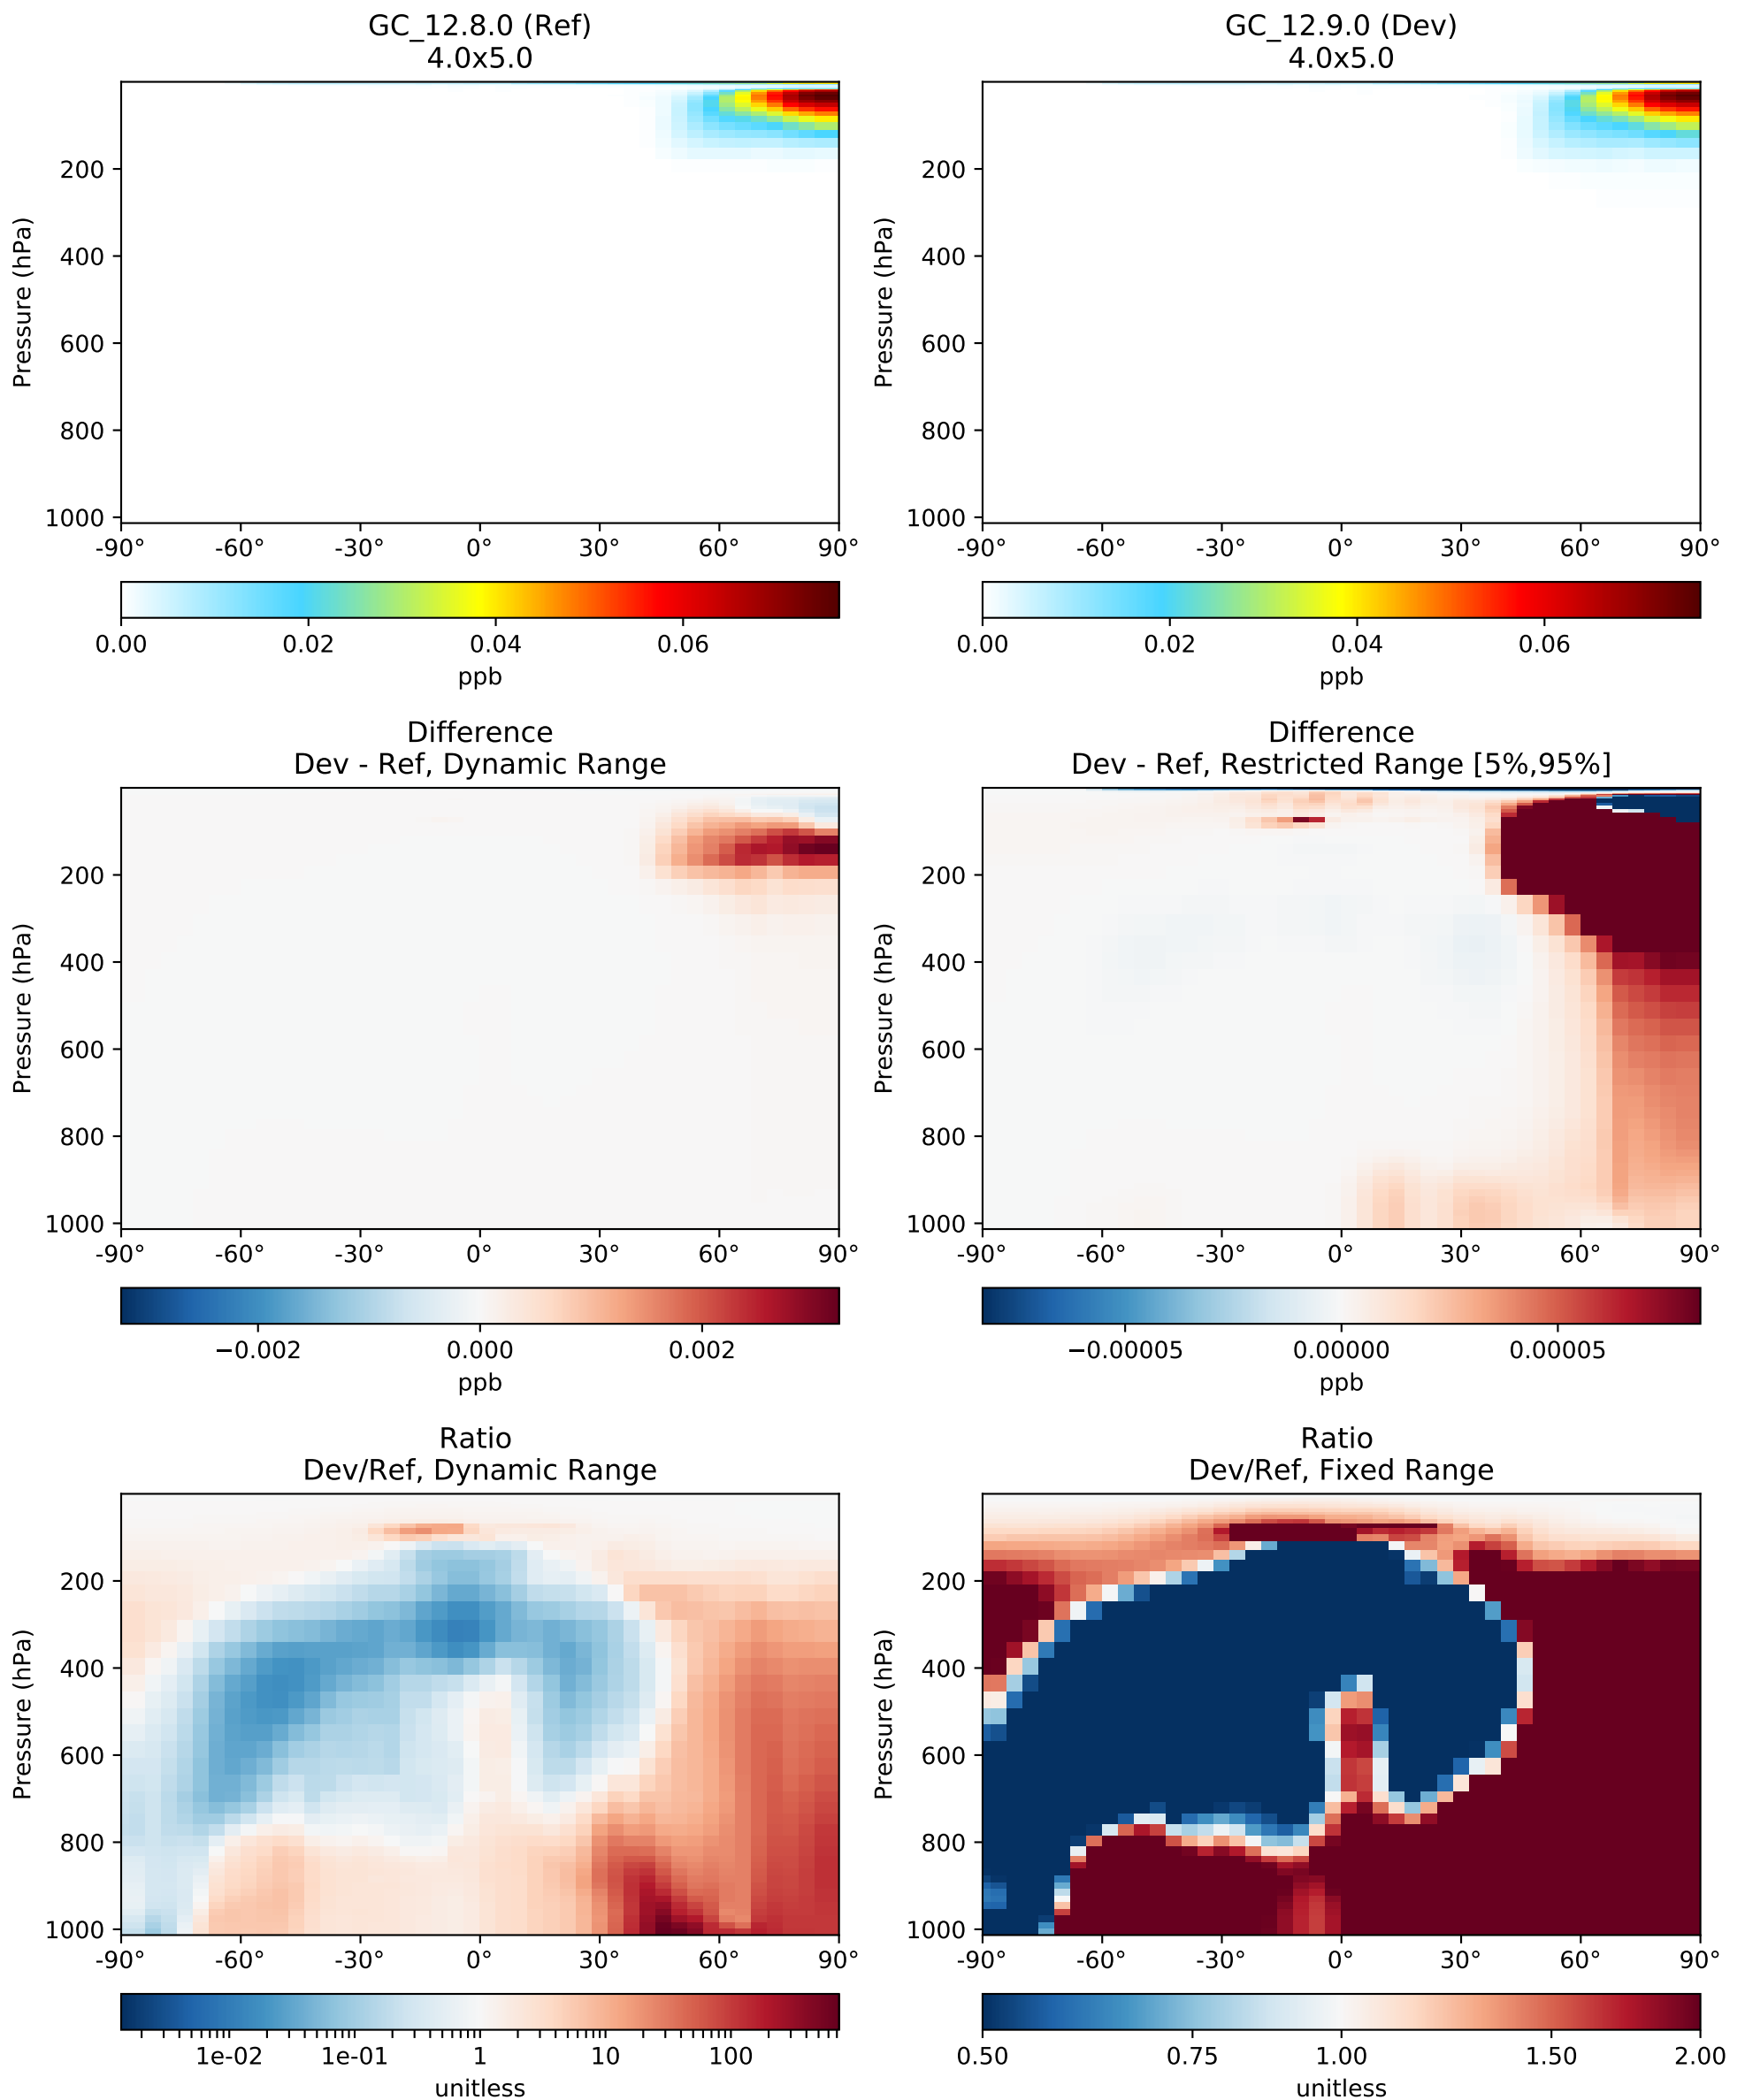 GC_12.8.0 (Ref)
4.0x5.0
Pressure (hPa)
200
400
600
800
1000
-90° -60° -30° 0° 30° 60° 90°
0.00 0.02 0.04 0.06
ppb
GC_12.9.0 (Dev)
4.0x5.0
Pressure (hPa)
200
400
600
800
1000
-90° -60° -30° 0° 30° 60° 90°
0.00 0.02 0.04 0.06
ppb
Difference
Dev - Ref, Dynamic Range
Pressure (hPa)
200
400
600
800
1000
-90° -60° -30° 0° 30° 60° 90°
−0.002 0.000 0.002
ppb
Difference
Dev - Ref, Restricted Range [5%,95%]
Pressure (hPa)
200
400
600
800
1000
-90° -60° -30° 0° 30° 60° 90°
−0.00005 0.00000 0.00005
ppb
Ratio
Dev/Ref, Dynamic Range
Pressure (hPa)
200
400
600
800
1000
-90° -60° -30° 0° 30° 60° 90°
1e-02 1e-01 1 10 100
unitless
Ratio
Dev/Ref, Fixed Range
Pressure (hPa)
200
400
600
800
1000
-90° -60° -30° 0° 30° 60° 90°
0.50 0.75 1.00 1.50 2.00
unitless